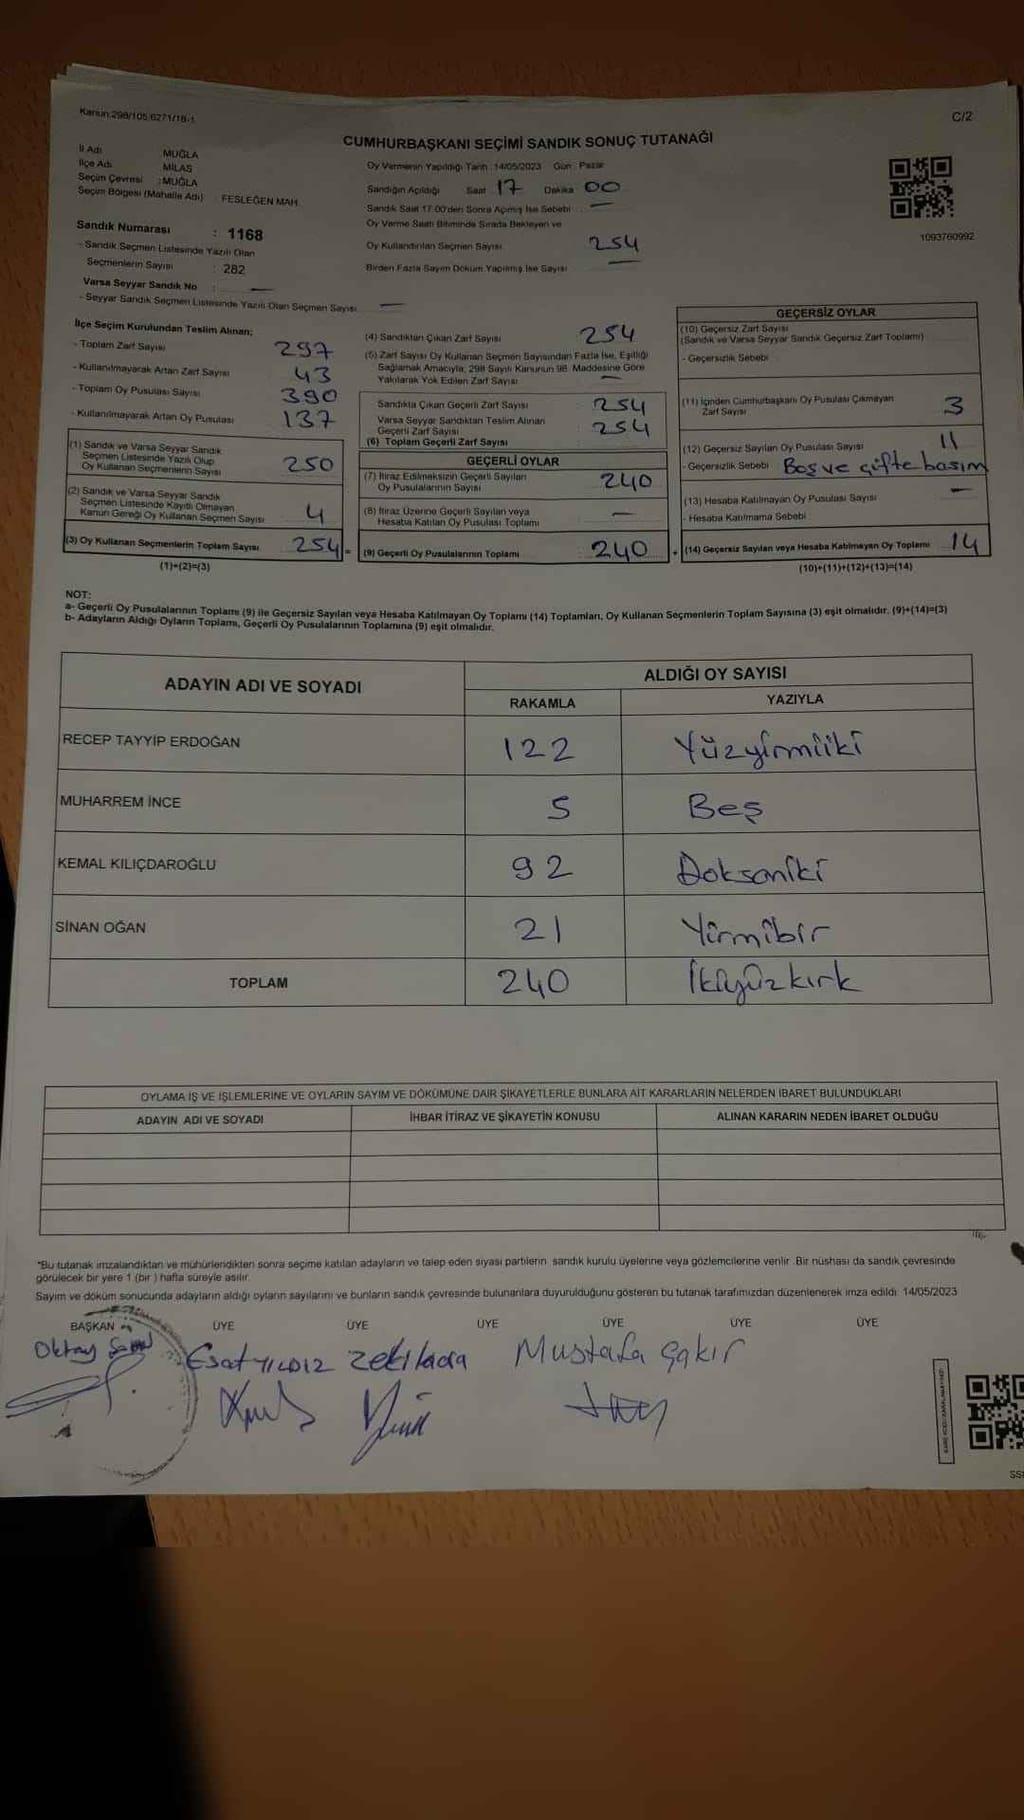 Kanun:298/105,6271/18-1
C/2
CUMHURBAŞKANI SEÇİMİ SANDIK SONUÇ TUTANAĞI
İl Adı MUĞLA
İlçe Adı MİLAS
Seçim Çevresi :MUĞLA
Seçim Bölgesi (Mahalle Adı) FESLEĞEN MAH.
Oy Vermenin Yapıldığı Tarih :14/05/2023 Gün : Pazar
Sandığın Açıldığı Saat 17 Dakika 00
Sandık Saat 17:00'den Sonra Açılmış İse Sebebi —
Oy Verme Saati Bitiminde Sırada Bekleyen ve
Oy Kullandırılan Seçmen Sayısı 254
Birden Fazla Sayım Döküm Yapılmış İse Sayısı —
1093760992
Sandık Numarası : 1168
- Sandık Seçmen Listesinde Yazılı Olan
Seçmenlerin Sayısı : 282
Varsa Seyyar Sandık No : —
- Seyyar Sandık Seçmen Listesinde Yazılı Olan Seçmen Sayısı —
İlçe Seçim Kurulundan Teslim Alınan;
- Toplam Zarf Sayısı 297
- Kullanılmayarak Artan Zarf Sayısı 43
- Toplam Oy Pusulası Sayısı 390
- Kullanılmayarak Artan Oy Pusulası 137
(1) Sandık ve Varsa Seyyar Sandık
Seçmen Listesinde Yazılı Olup
Oy Kullanan Seçmenlerin Sayısı 250
(2) Sandık ve Varsa Seyyar Sandık
Seçmen Listesinde Kayıtlı Olmayan
Kanun Gereği Oy Kullanan Seçmen Sayısı 4
(3) Oy Kullanan Seçmenlerin Toplam Sayısı 254 =
(1)+(2)=(3)
(4) Sandıktan Çıkan Zarf Sayısı 254
(5) Zarf Sayısı Oy Kullanan Seçmen Sayısından Fazla İse, Eşitliği
Sağlamak Amacıyla, 298 Sayılı Kanunun 98. Maddesine Göre
Yakılarak Yok Edilen Zarf Sayısı —
Sandıkta Çıkan Geçerli Zarf Sayısı 254
Varsa Seyyar Sandıktan Teslim Alınan
Geçerli Zarf Sayısı 254
(6) Toplam Geçerli Zarf Sayısı
GEÇERLİ OYLAR
(7) İtiraz Edilmeksizin Geçerli Sayılan
Oy Pusulalarının Sayısı 240
(8) İtiraz Üzerine Geçerli Sayılan veya
Hesaba Katılan Oy Pusulası Toplamı —
(9) Geçerli Oy Pusulalarının Toplamı 240 +
GEÇERSİZ OYLAR
(10) Geçersiz Zarf Sayısı
(Sandık ve Varsa Seyyar Sandık Geçersiz Zarf Toplamı)
- Geçersizlik Sebebi
(11) İçinden Cumhurbaşkanı Oy Pusulası Çıkmayan
Zarf Sayısı 3
(12) Geçersiz Sayılan Oy Pusulası Sayısı 11
- Geçersizlik Sebebi Boş ve çifte basım
(13) Hesaba Katılmayan Oy Pusulası Sayısı —
- Hesaba Katılmama Sebebi
(14) Geçersiz Sayılan veya Hesaba Katılmayan Oy Toplamı 14
(10)+(11)+(12)+(13)=(14)
NOT:
a- Geçerli Oy Pusulalarının Toplamı (9) ile Geçersiz Sayılan veya Hesaba Katılmayan Oy Toplamı (14) Toplamları, Oy Kullanan Seçmenlerin Toplam Sayısına (3) eşit olmalıdır. (9)+(14)=(3)
b- Adayların Aldığı Oyların Toplamı, Geçerli Oy Pusulalarının Toplamına (9) eşit olmalıdır.
ADAYIN ADI VE SOYADI ALDIĞI OY SAYISI
RAKAMLA YAZIYLA
RECEP TAYYİP ERDOĞAN 122 Yüzyirmiiki
MUHARREM İNCE 5 Beş
KEMAL KILIÇDAROĞLU 92 Doksaniki
SİNAN OĞAN 21 Yirmibir
TOPLAM 240 İkiyüzkırk
OYLAMA İŞ VE İŞLEMLERİNE VE OYLARIN SAYIM VE DÖKÜMÜNE DAİR ŞİKAYETLERLE BUNLARA AİT KARARLARIN NELERDEN İBARET BULUNDUKLARI
ADAYIN ADI VE SOYADI İHBAR İTİRAZ VE ŞİKAYETİN KONUSU ALINAN KARARIN NEDEN İBARET OLDUĞU
"Bu tutanak imzalandıktan ve mühürlendikten sonra seçime katılan adayların ve talep eden siyasi partilerin sandık kurulu üyelerine veya gözlemcilerine verilir. Bir nüshası da sandık çevresinde
görülecek bir yere 1 (bir ) hafta süreyle asılır.
Sayım ve döküm sonucunda adayların aldığı oyların sayılarını ve bunların sandık çevresinde bulunanlara duyurulduğunu gösteren bu tutanak tarafımızdan düzenlenerek imza edildi. 14/05/2023
BAŞKAN ÜYE ÜYE ÜYE ÜYE ÜYE ÜYE
Oktay Esat YILDIZ Mustafa Çakır